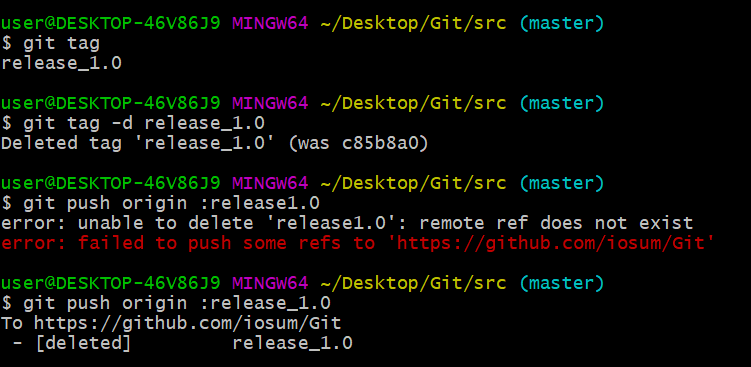 user@DESKTOP-46V86J9 MINGW64 ~/Desktop/Git/src (master)
$ git tag
release_1.0
user@DESKTOP-46V86J9 MINGW64 ~/Desktop/Git/src (master)
$ git tag -d release_1.0
Deleted tag 'release_1.0' (was c85b8a0)
user@DESKTOP-46V86J9 MINGW64 ~/Desktop/Git/src (master)
$ git push origin :release1.0
error: unable to delete 'release1.0': remote ref does not exist
error: failed to push some refs to 'https://github.com/iosum/Git'
user@DESKTOP-46V86J9 MINGW64 ~/Desktop/Git/src (master)
$ git push origin :release_1.0
To https://github.com/iosum/Git
 - [deleted]         release_1.0